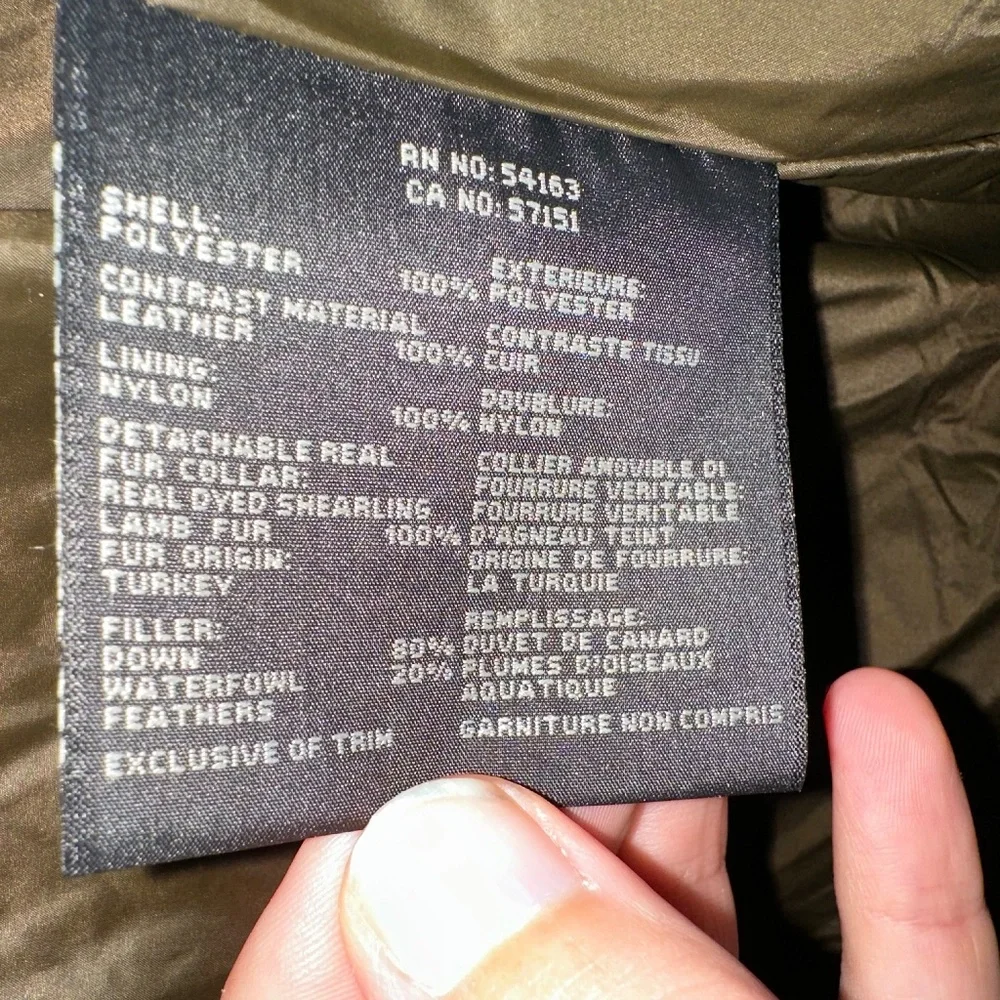 RN NO: 54163
CA NO: 57151
SHELL:
POLYESTER 100%
CONTRAST MATERIAL
LEATHER 100%
LINING:
NYLON 100%
DETACHABLE REAL
FUR COLLAR:
REAL DYED SHEARLING
LAMB FUR 100%
FUR ORIGIN:
TURKEY
FILLER:
DOWN 80%
WATERFOWL 20%
FEATHERS
EXCLUSIVE OF TRIM
EXTERIEURE:
POLYESTER
CONTRASTE TISSU
CUIR
DOUBLURE:
NYLON
COLLIER AMOVIBLE DI
FOURRURE VERITABLE:
FOURRURE VERITABLE
D'AGNEAU TEINT
ORIGINE DE FOURRURE:
LA TURQUIE
REMPLISSAGE:
DUVET DE CANARD
PLUMES D'OISEAUX
AQUATIQUE
GARNITURE NON COMPRIS